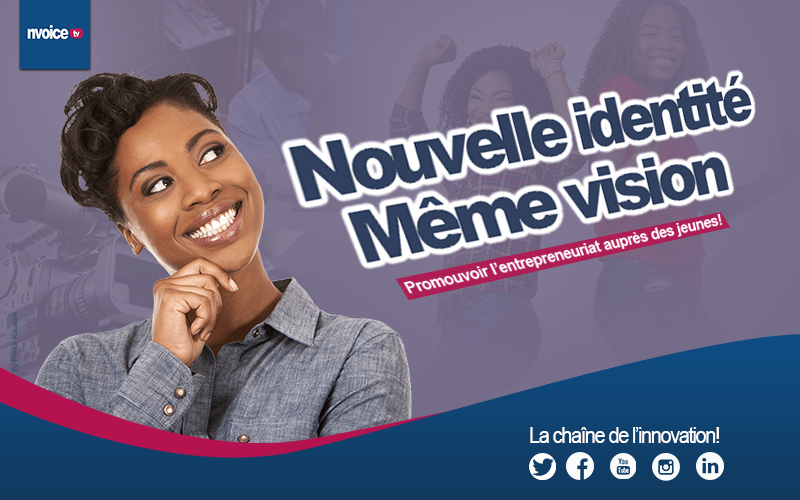 nvoice tv
Nouvelle identité
Même vision
Promouvoir l'entrepreneuriat auprès des jeunes!
La chaîne de l'innovation!
You
Tube
in